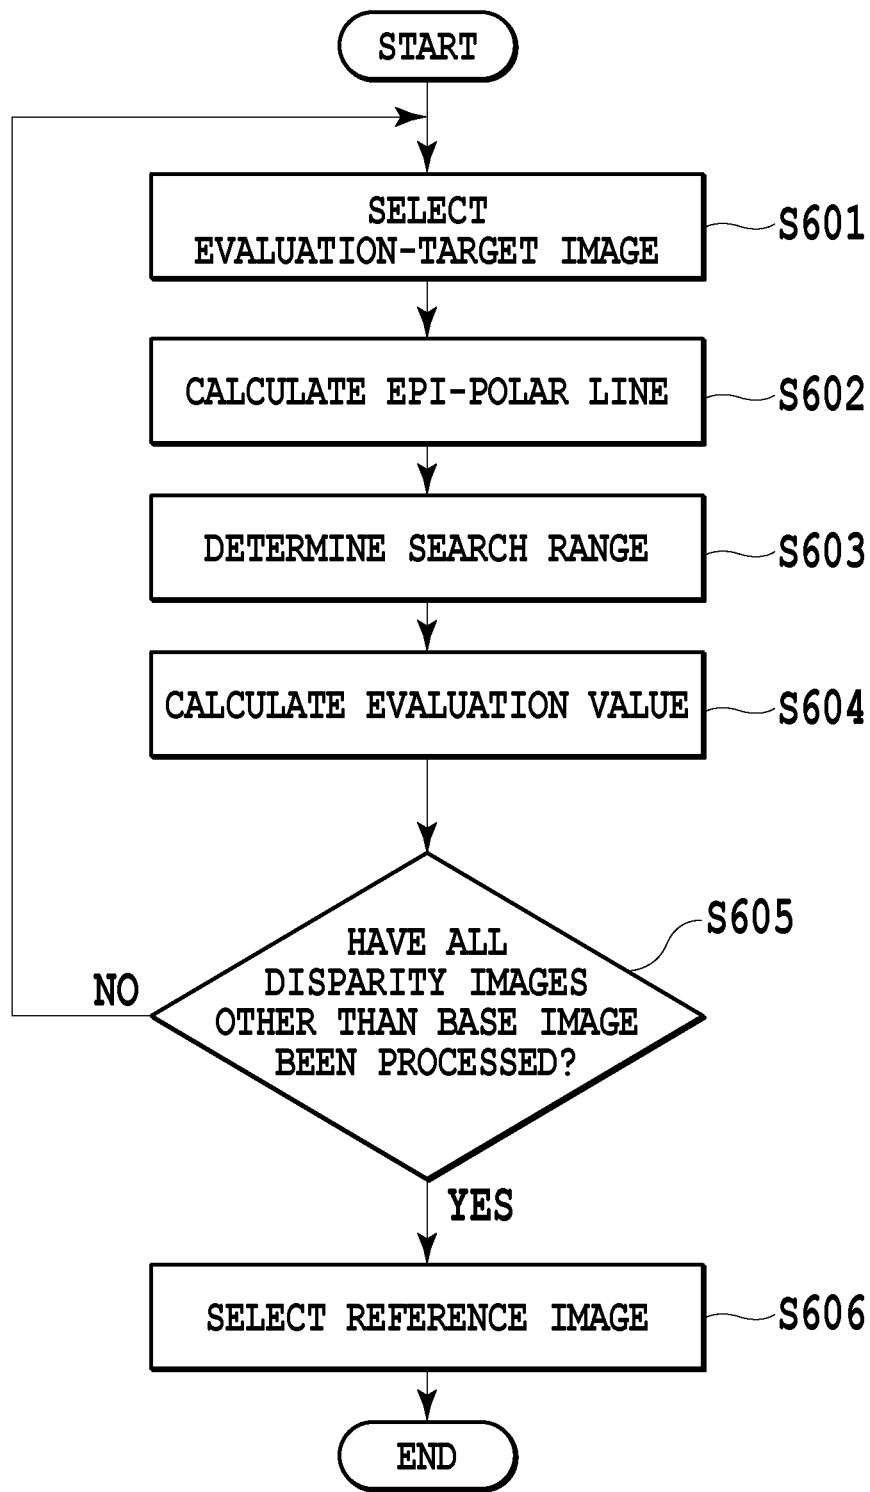 START
SELECT
EVALUATION-TARGET IMAGE
S601
CALCULATE EPI-POLAR LINE
S602
DETERMINE SEARCH RANGE
S603
CALCULATE EVALUATION VALUE
S604
S605
HAVE ALL
DISPARITY IMAGES
OTHER THAN BASE IMAGE
BEEN PROCESSED?
NO
YES
SELECT REFERENCE IMAGE
S606
END